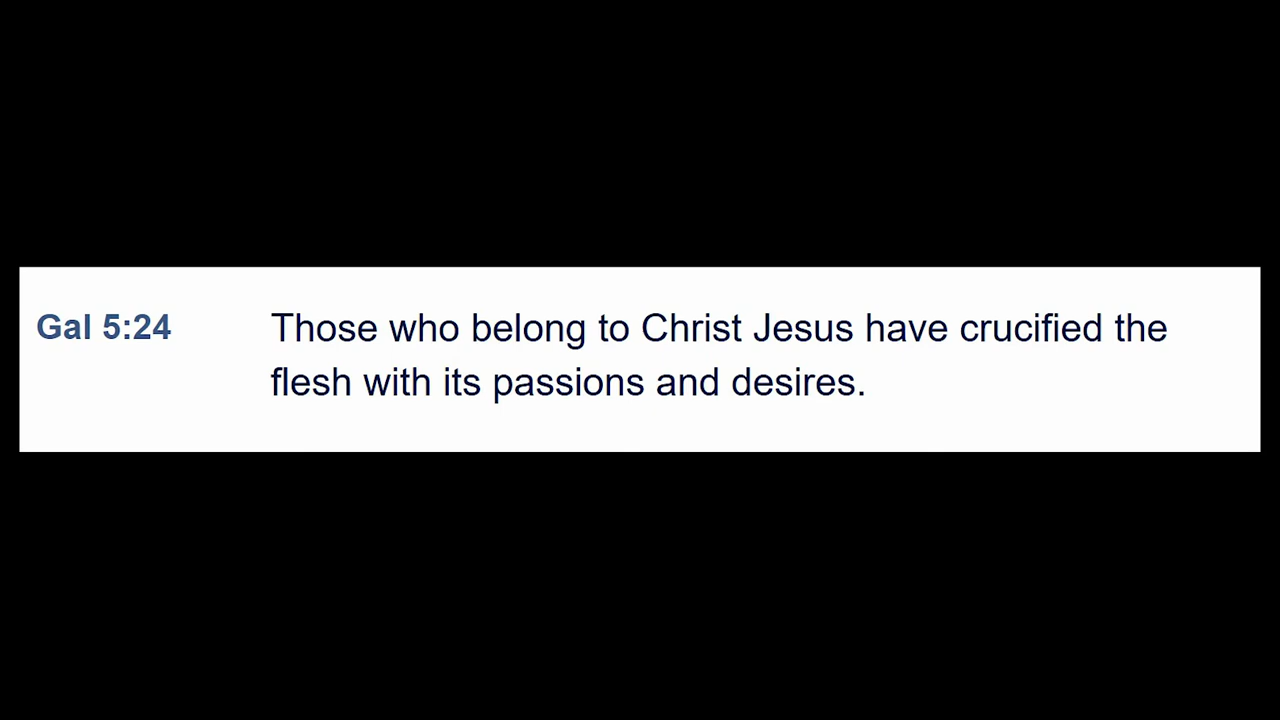 Gal 5:24 Those who belong to Christ Jesus have crucified the
flesh with its passions and desires.